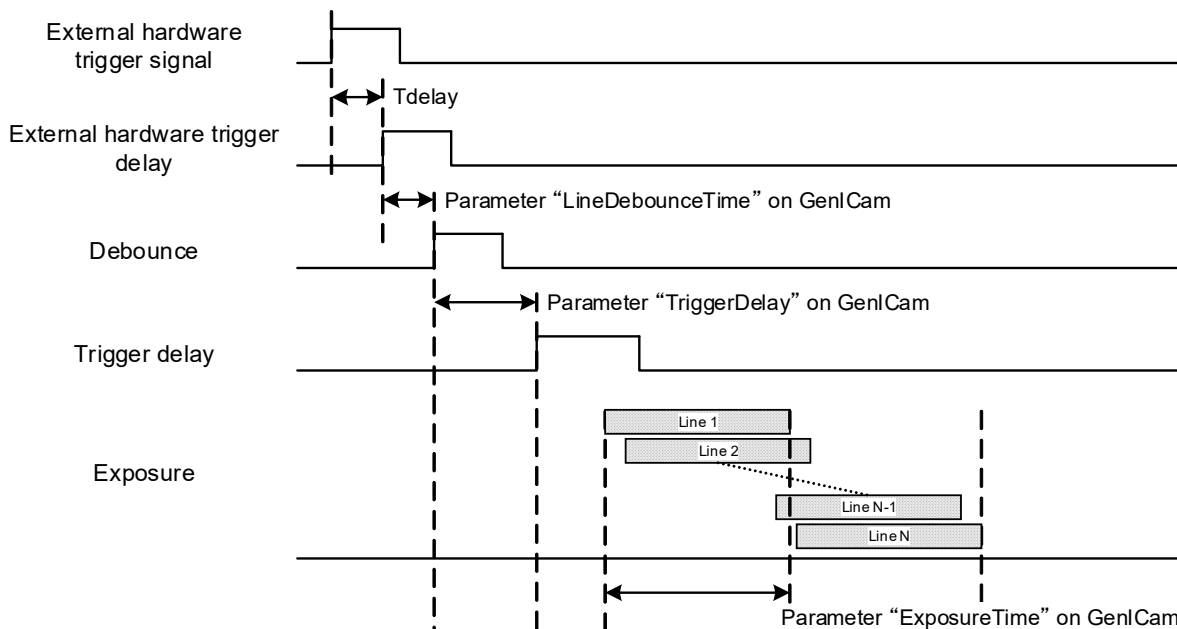 External hardware
trigger signal
Tdelay
External hardware trigger
delay
Parameter “LineDebounceTime” on GenICam
Debounce
Parameter “TriggerDelay” on GenICam
Trigger delay
Line 1
Line 2
Exposure
Line N-1
Line N
Parameter “ExposureTime” on GenICam